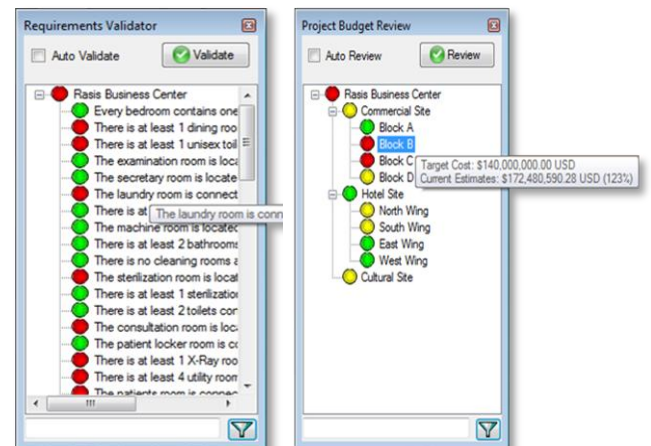 Requirements Validator
Auto Validate
Validate
Rasis Business Center
Every bedroom contains one
There is at least 1 dining roo
There is at least 1 unisex toil
The examination room is loca
The secretary room is locate
The laundry room is connect
There is at
The laundry room is conn
The machine room is located
There is at least 2 bathrooms
There is no cleaning rooms a
The sterilization room is locat
There is at least 1 sterilization
There is at least 2 toilets con
The consultation room is loca
The patient locker room is co
There is at least 1 X-Ray roo
There is at least 4 utility room
The patients room is connec
Project Budget Review
Auto Review
Review
Rasis Business Center
Commercial Site
Block A
Block B
Block C
Block D
Target Cost: $140,000,000.00 USD
Current Estimates: $172,480,590.28 USD (123%)
Hotel Site
North Wing
South Wing
East Wing
West Wing
Cultural Site